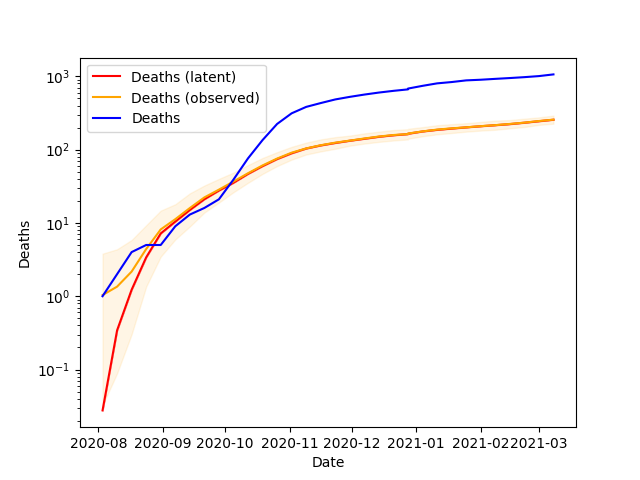 Deaths (latent)
Deaths (observed)
Deaths
10³
10²
10¹
10⁰
10⁻¹
Deaths
2020-08 2020-09 2020-10 2020-11 2020-12 2021-01 2021-02 2021-03
Date